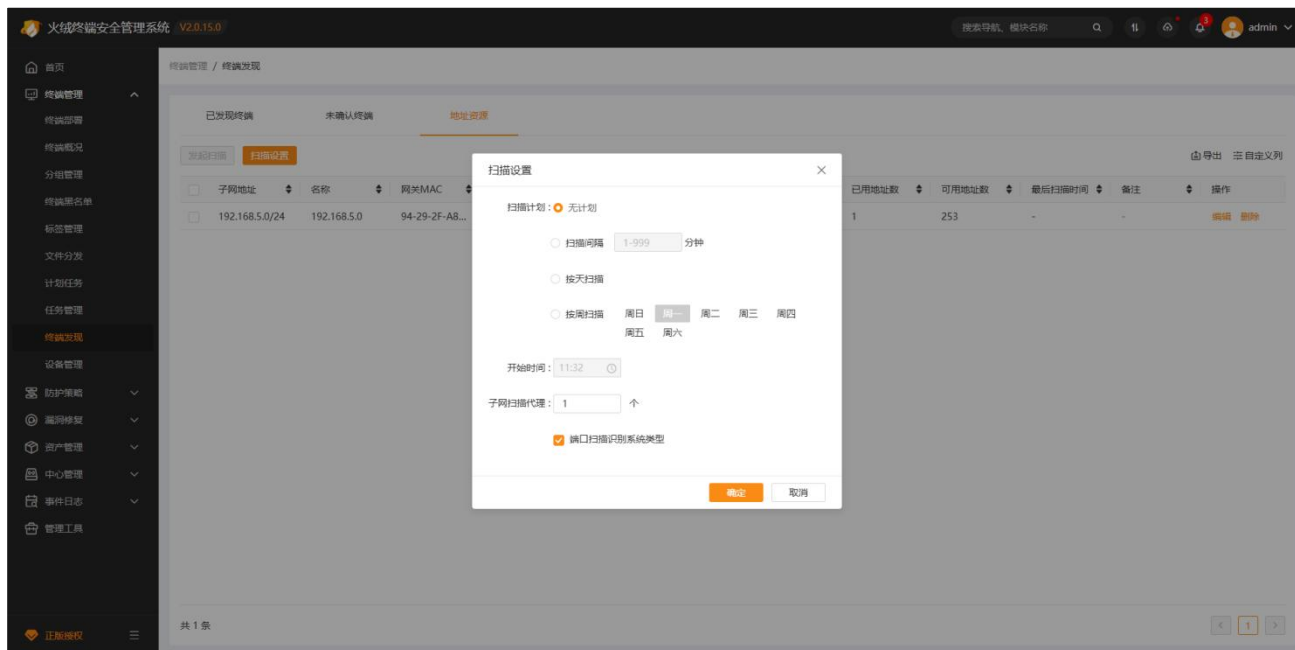 火绒终端安全管理系统 V2.0.15.0 搜索导航、模块名称 3 admin
首页
终端管理
终端部署
终端概况
分组管理
终端黑名单
标签管理
文件分发
计划任务
任务管理
终端发现
设备管理
防护策略
漏洞修复
资产管理
中心管理
事件日志
管理工具
正版授权
终端管理 / 终端发现
已发现终端 未确认终端 地址资源
发起扫描 扫描设置 导出 自定义列
子网地址 名称 网关MAC 已用地址数 可用地址数 最后扫描时间 备注 操作
192.168.5.0/24 192.168.5.0 94-29-2F-A8... 1 253 - - 编辑 删除
扫描设置
扫描计划： 无计划
扫描间隔 1-999 分钟
按天扫描
按周扫描 周日 周一 周二 周三 周四
周五 周六
开始时间： 11:32
子网扫描代理： 1 个
端口扫描识别系统类型
确定 取消
共 1 条 < 1 >